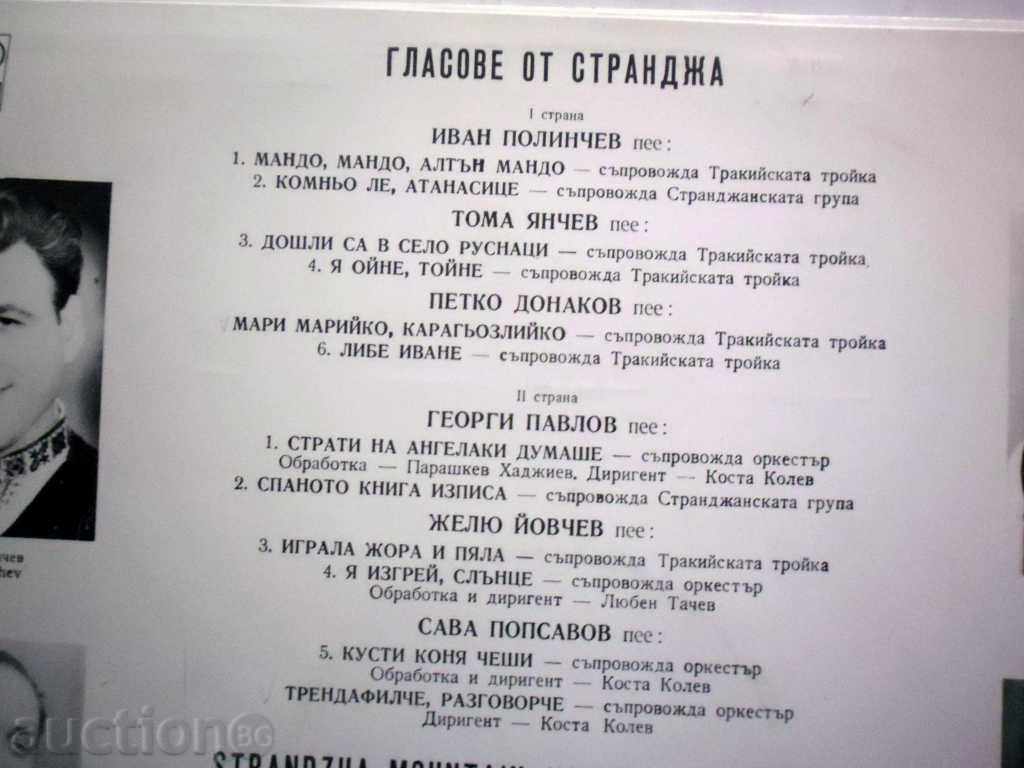 ГЛАСОВЕ ОТ СТРАНДЖА
I страна
ИВАН ПОЛИНЧЕВ пее:
1. МАНДО, МАНДО, АЛТЪН МАНДО — съпровожда Тракийската тройка
2. КОМНЬО ЛЕ, АТАНАСИЦЕ — съпровожда Странджанската група
ТОМА ЯНЧЕВ пее:
3. ДОШЛИ СА В СЕЛО РУСНАЦИ — съпровожда Тракийската тройка.
4. Я ОЙНЕ, ТОЙНЕ — съпровожда Тракийската тройка
ПЕТКО ДОНАКОВ пее:
МАРИ МАРИЙКО, КАРАГЬОЗЛИЙКО — съпровожда Тракийската тройка
6. ЛИБЕ ИВАНЕ — съпровожда Тракийската тройка
II страна
ГЕОРГИ ПАВЛОВ пее:
1. СТРАТИ НА АНГЕЛАКИ ДУМАШЕ — съпровожда оркестър
Обработка — Парашкев Хаджиев. Диригент — Коста Колев
2. СПАНОТО КНИГА ИЗПИСА — съпровожда Странджанската група
ЖЕЛЮ ЙОВЧЕВ пее:
3. ИГРАЛА ЖОРА И ПЯЛА — съпровожда Тракийската тройка
4. Я ИЗГРЕЙ, СЛЪНЦЕ — съпровожда оркестър
Обработка и диригент — Любен Тачев
САВА ПОПСАВОВ пее:
5. КУСТИ КОНЯ ЧЕШИ — съпровожда оркестър
Обработка и диригент — Коста Колев
ТРЕНДАФИЛЧЕ, РАЗГОВОРЧЕ — съпровожда оркестър
Диригент — Коста Колев
STRANDZHA MOUNTAIN
чев
hev
auctionBG